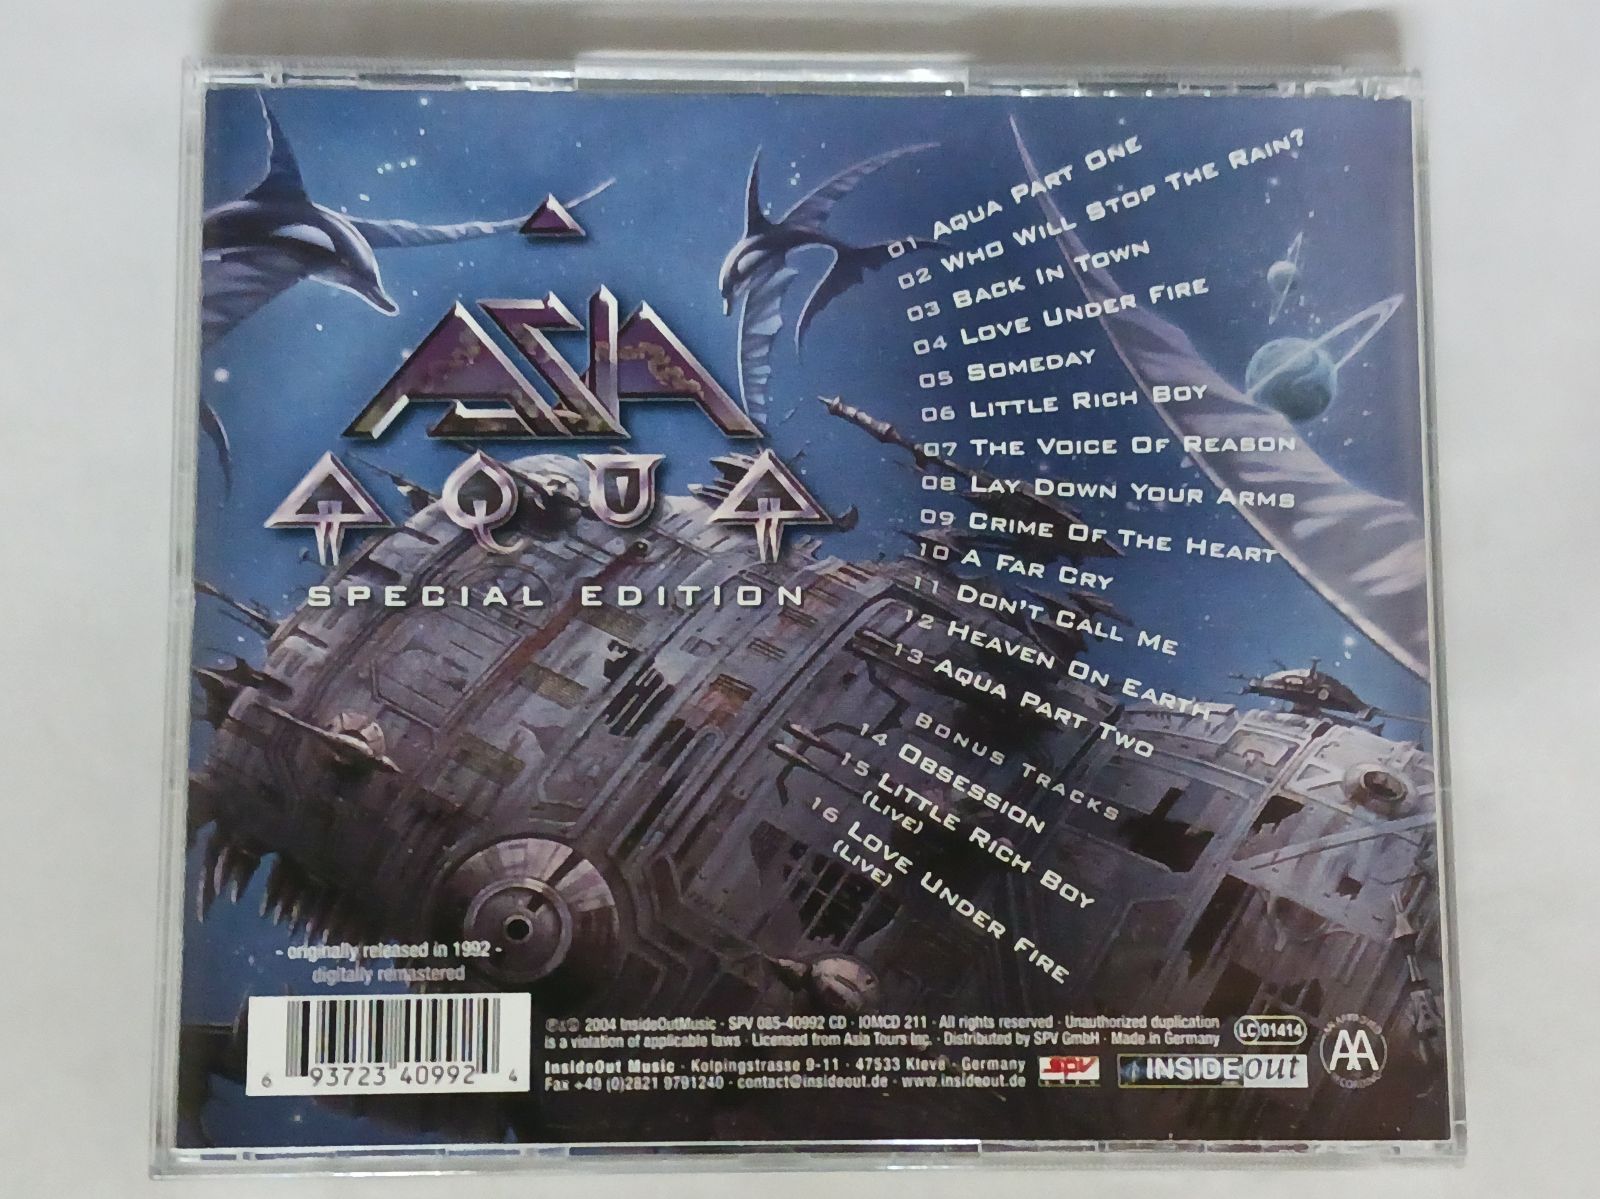 ASIA
AQUA
SPECIAL EDITION
01 AQUA PART ONE
02 WHO WILL STOP THE RAIN?
03 BACK IN TOWN
04 LOVE UNDER FIRE
05 SOMEDAY
06 LITTLE RICH BOY
07 THE VOICE OF REASON
08 LAY DOWN YOUR ARMS
09 CRIME OF THE HEART
10 A FAR CRY
11 DON'T CALL ME
12 HEAVEN ON EARTH
13 AQUA PART TWO
BONUS TRACKS
14 OBSESSION
15 LITTLE RICH BOY
(LIVE)
16 LOVE UNDER FIRE
(LIVE)
- originally released in 1992 -
digitally remastered
6 93723 40992 4
℗ & © 2004 InsideOutMusic · SPV 085-40992 CD · IOMCD 211 · All rights reserved · Unauthorized duplication
is a violation of applicable laws · Licensed from Asia Tours Inc. · Distributed by SPV GmbH · Made in Germany
InsideOut Music · Kolpingstrasse 9-11 · 47533 Kleve · Germany
Fax +49 (0)2821 9791240 · contact@insideout.de · www.insideout.de
LC 01414
SPV
INSIDEout
AN APPROVED
AA
RECORDING